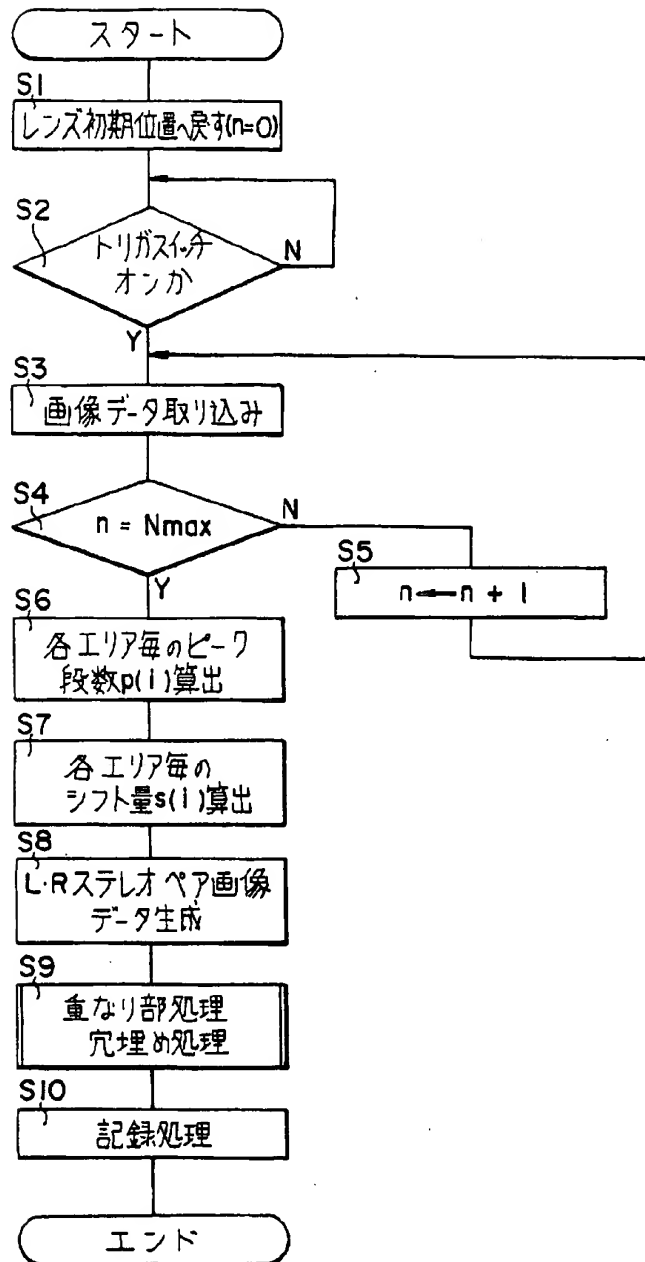 スタート
S1
レンズ初期位置へ戻す(n=0)
S2
トリガスイッチ
オンか
N
Y
S3
画像データ取り込み
S4
n = Nmax
N
Y
S5
n ← n + 1
S6
各エリア毎のピーク
段数p(i)算出
S7
各エリア毎の
シフト量s(i)算出
S8
L・Rステレオペア画像
データ生成
S9
重なり部処理
穴埋め処理
S10
記録処理
エンド